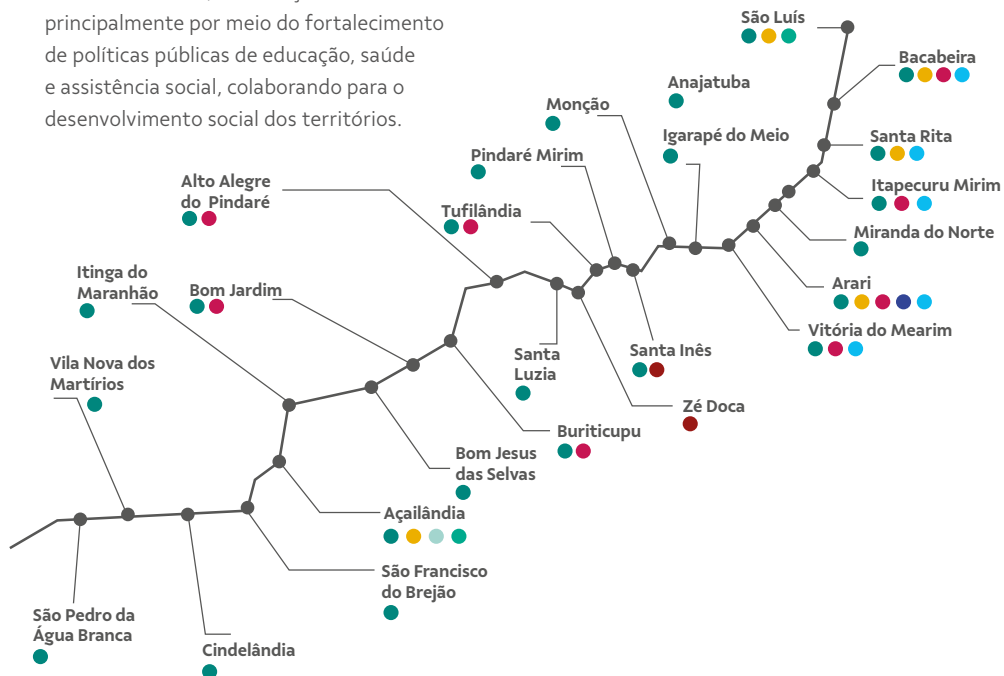 principalmente por meio do fortalecimento
de políticas públicas de educação, saúde
e assistência social, colaborando para o
desenvolvimento social dos territórios.
São Luís
Bacabeira
Anajatuba
Monção
Igarapé do Meio
Santa Rita
Pindaré Mirim
Itapecuru Mirim
Alto Alegre
do Pindaré
Tufilândia
Miranda do Norte
Itinga do
Maranhão
Bom Jardim
Arari
Vitória do Mearim
Vila Nova dos
Martírios
Santa
Luzia
Santa Inês
Zé Doca
Buriticupu
Bom Jesus
das Selvas
Açailândia
São Francisco
do Brejão
São Pedro da
Água Branca
Cindelândia